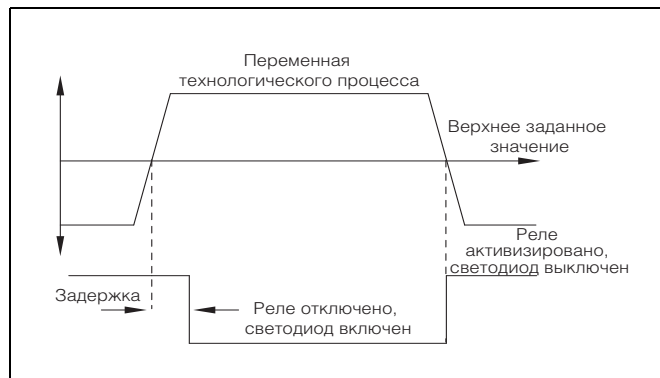 Переменная
технологического процесса
Верхнее заданное
значение
Реле
активизировано,
светодиод выключен
Задержка
Реле отключено,
светодиод включен